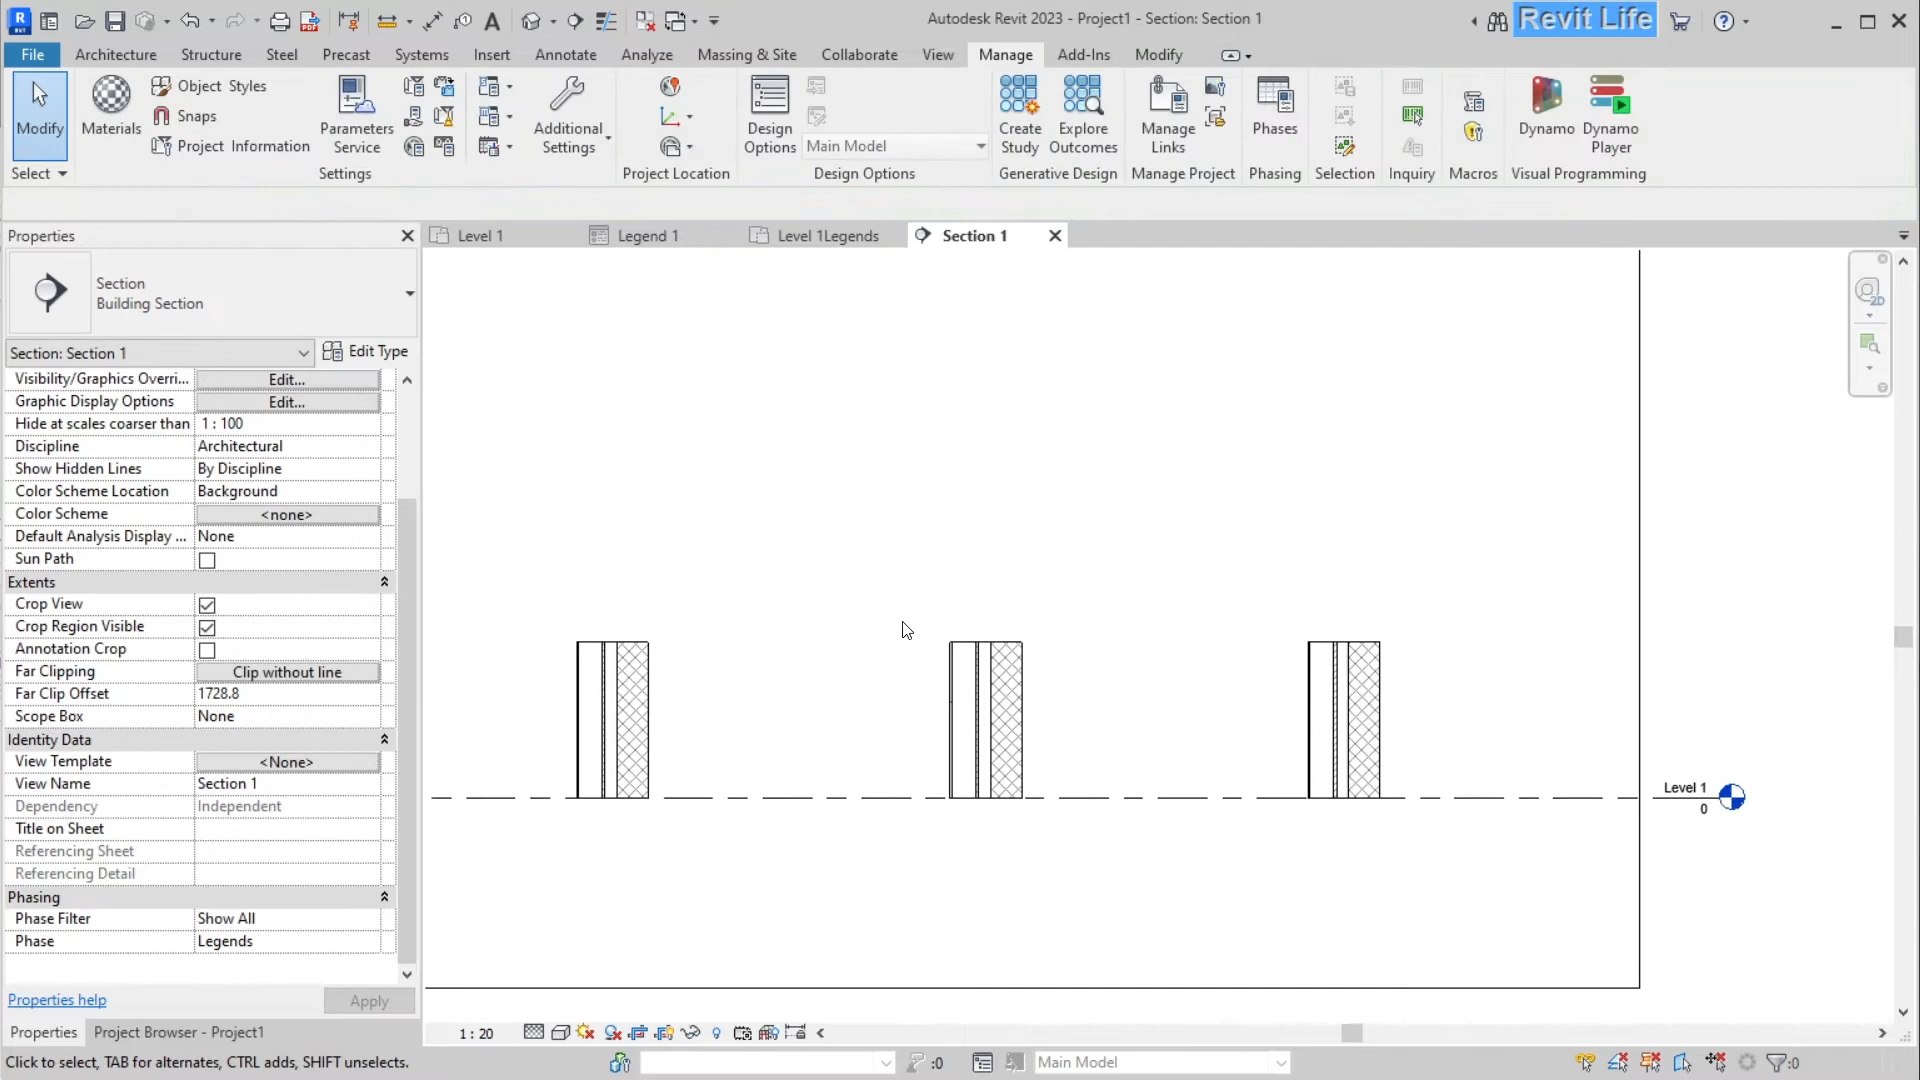 R
RVT
Autodesk Revit 2023 - Project1 - Section: Section 1
Revit Life
File
Architecture
Structure
Steel
Precast
Systems
Insert
Annotate
Analyze
Massing & Site
Collaborate
View
Manage
Add-Ins
Modify
Modify
Materials
Object Styles
Snaps
Project Information
Parameters
Service
Additional
Settings
Design
Options
Main Model
Create
Study
Explore
Outcomes
Manage
Links
Phases
Dynamo
Dynamo
Player
Select
Settings
Project Location
Design Options
Generative Design
Manage Project
Phasing
Selection
Inquiry
Macros
Visual Programming
Properties
Level 1
Legend 1
Level 1Legends
Section 1
Section
Building Section
2D
Section: Section 1
Edit Type
Visibility/Graphics Overri... Edit...
Graphic Display Options Edit...
Hide at scales coarser than 1 : 100
Discipline Architectural
Show Hidden Lines By Discipline
Color Scheme Location Background
Color Scheme <none>
Default Analysis Display ... None
Sun Path
Extents
Crop View
Crop Region Visible
Annotation Crop
Far Clipping Clip without line
Far Clip Offset 1728.8
Scope Box None
Identity Data
View Template <None>
View Name Section 1
Dependency Independent
Title on Sheet
Referencing Sheet
Referencing Detail
Phasing
Phase Filter Show All
Phase Legends
Level 1
0
Properties help
Apply
Properties
Project Browser - Project1
1 : 20
Click to select, TAB for alternates, CTRL adds, SHIFT unselects.
:0
Main Model
:0